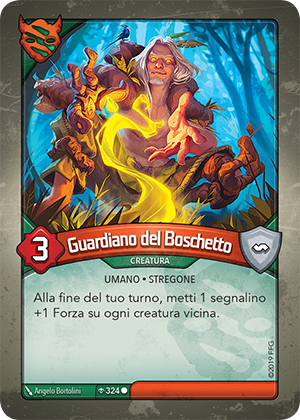 3
Guardiano del Boschetto
CREATURA
UMANO • STREGONE
Alla fine del tuo turno, metti 1 segnalino
+1 Forza su ogni creatura vicina.
©2019 FFG
Angelo Bortolini
324